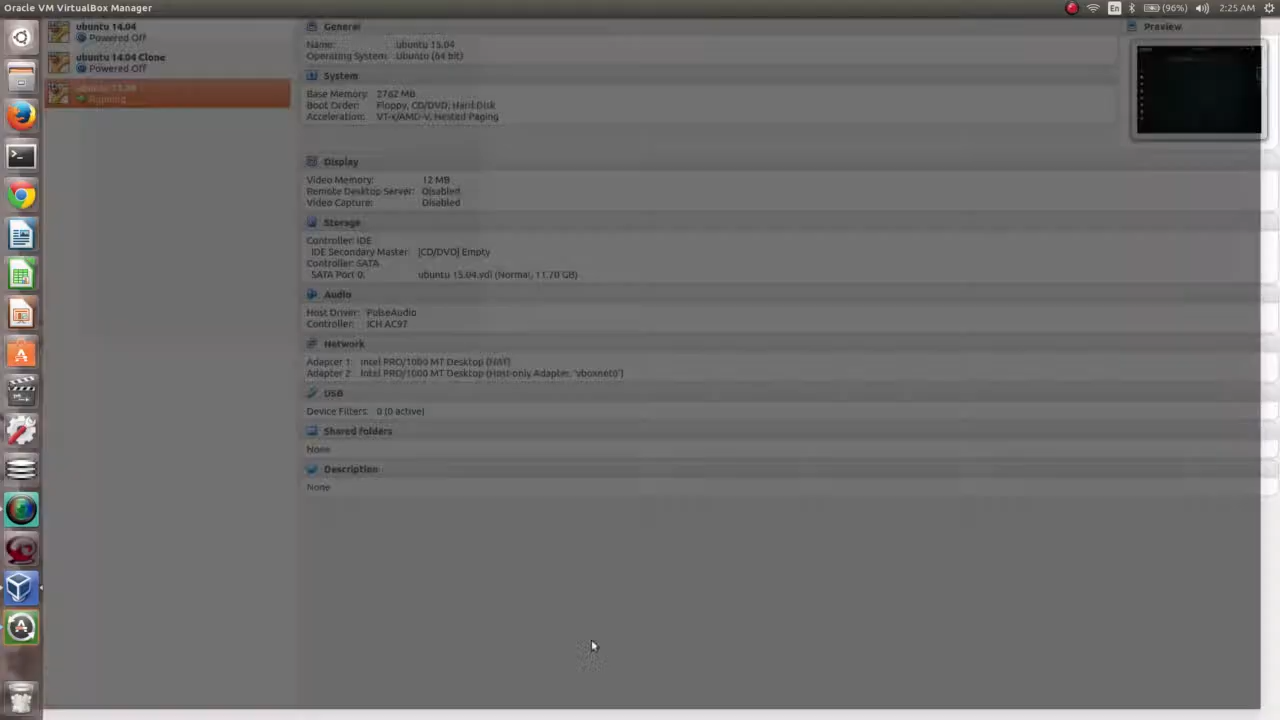 Oracle VM VirtualBox Manager
En
(96%)
2:25 AM
ubuntu 14.04
Powered Off
ubuntu 14.04 Clone
Powered Off
ubuntu 15.04
Running
General
Name: ubuntu 15.04
Operating System: Ubuntu (64 bit)
System
Base Memory: 2762 MB
Boot Order: Floppy, CD/DVD, Hard Disk
Acceleration: VT-x/AMD-V, Nested Paging
Display
Video Memory: 12 MB
Remote Desktop Server: Disabled
Video Capture: Disabled
Storage
Controller: IDE
IDE Secondary Master: [CD/DVD] Empty
Controller: SATA
SATA Port 0: ubuntu 15.04.vdi (Normal, 11.70 GB)
Audio
Host Driver: PulseAudio
Controller: ICH AC97
Network
Adapter 1: Intel PRO/1000 MT Desktop (NAT)
Adapter 2: Intel PRO/1000 MT Desktop (Host-only Adapter, 'vboxnet0')
USB
Device Filters: 0 (0 active)
Shared folders
None
Description
None
Preview